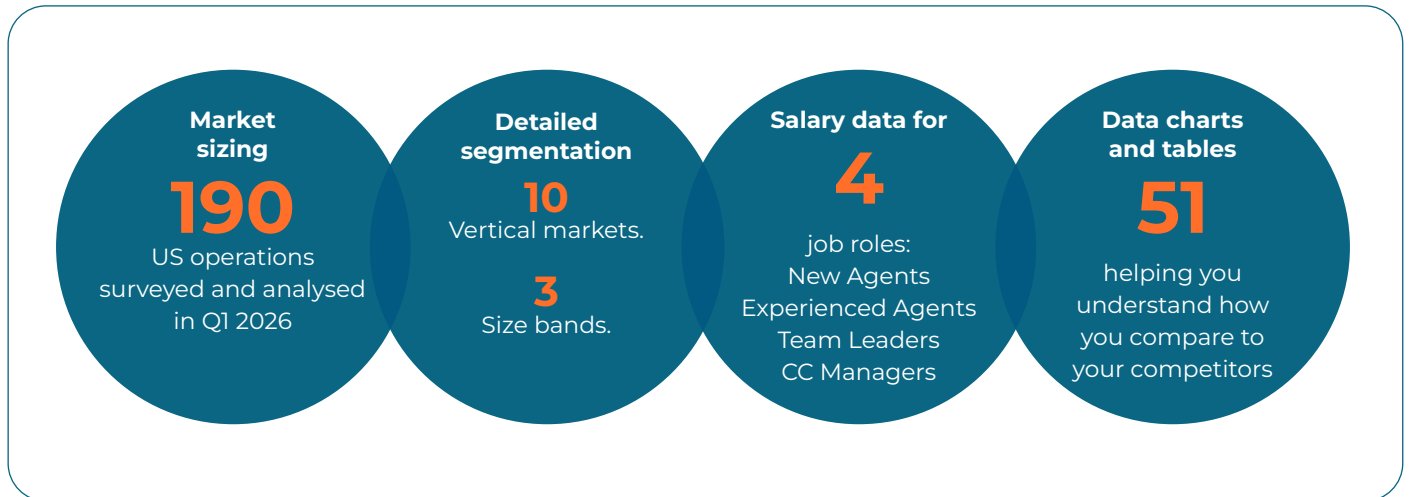 Market
sizing
190
US operations
surveyed and analysed
in Q1 2026
Detailed
segmentation
10
Vertical markets.
3
Size bands.
Salary data for
4
job roles:
New Agents
Experienced Agents
Team Leaders
CC Managers
Data charts
and tables
51
helping you
understand how
you compare to
your competitors